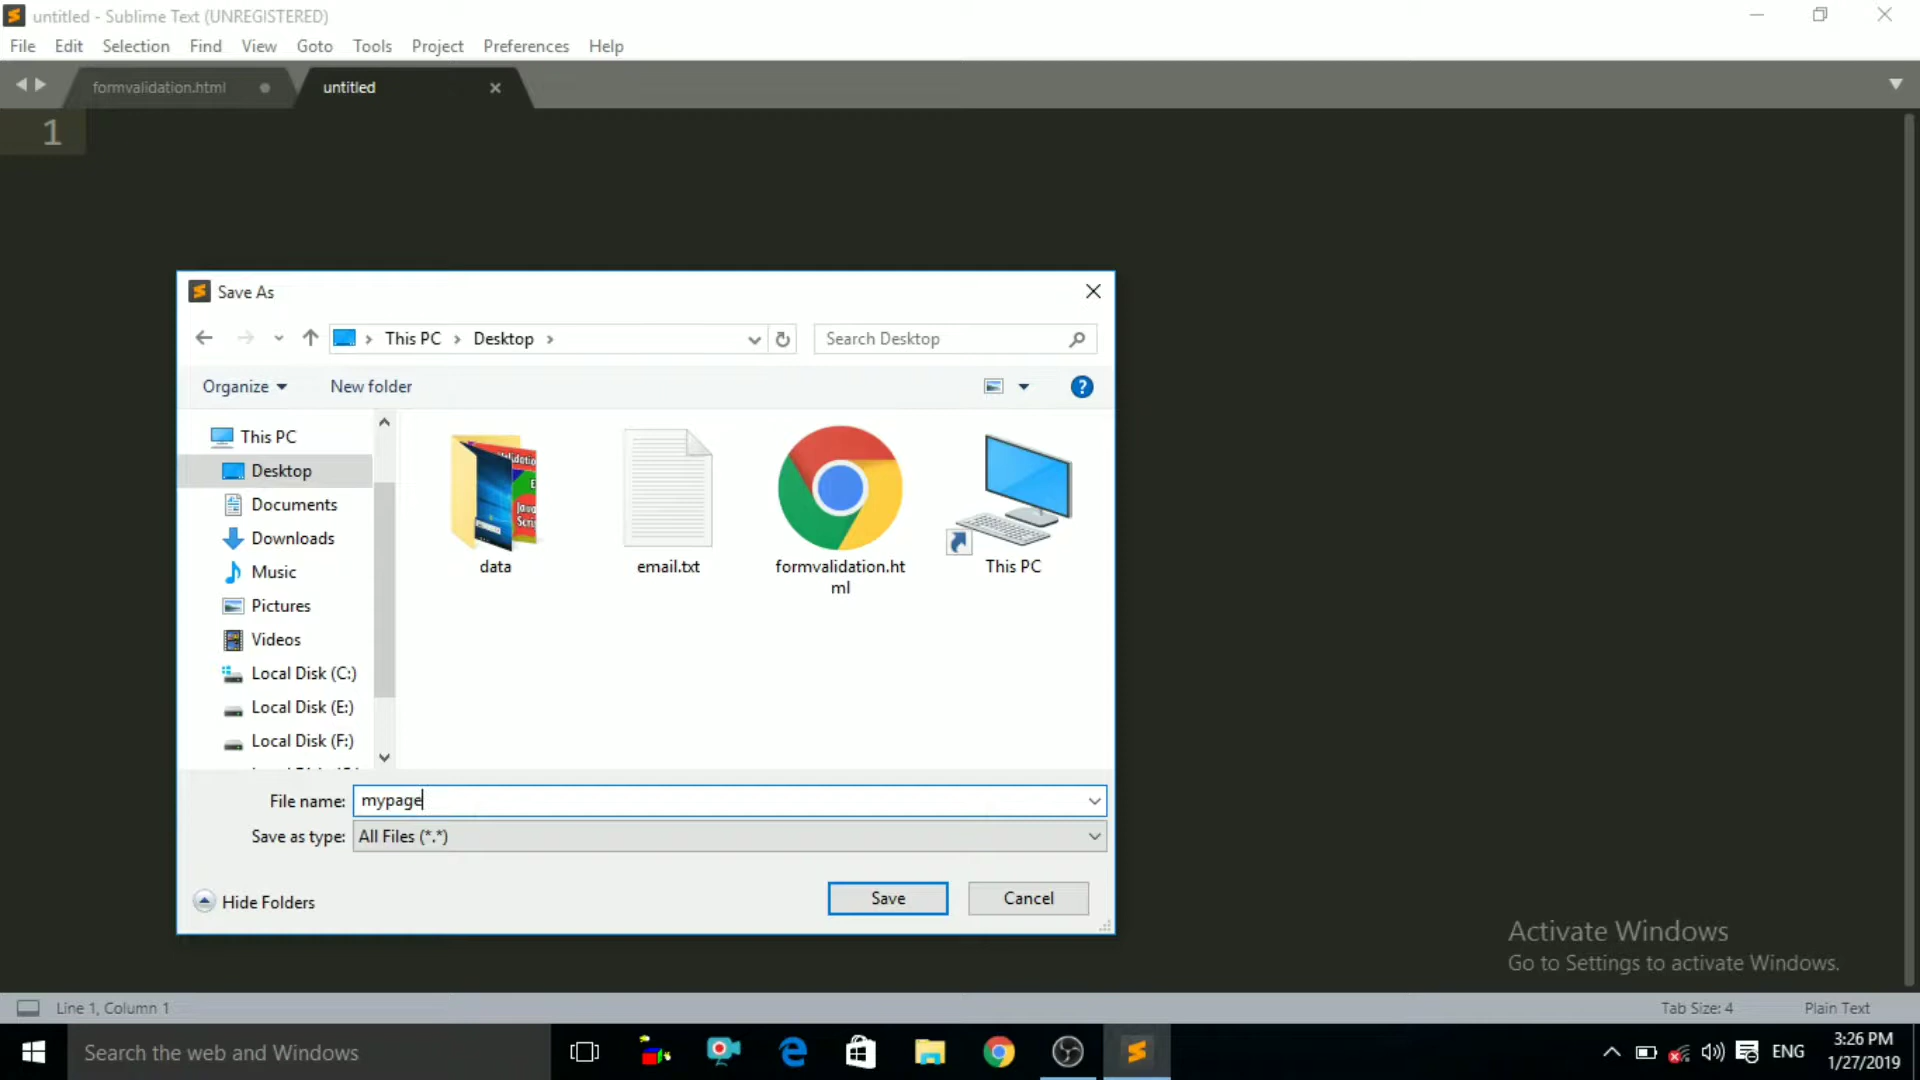 untitled - Sublime Text (UNREGISTERED)
File Edit Selection Find View Goto Tools Project Preferences Help
formvalidation.html untitled
1
Save As
This PC > Desktop >
Search Desktop
Organize New folder
This PC
Desktop
Documents
Downloads
Music
Pictures
Videos
Local Disk (C:)
Local Disk (E:)
Local Disk (F:)
data
email.txt
formvalidation.ht
ml
This PC
File name: mypage
Save as type: All Files (*.*)
Hide Folders
Save Cancel
Activate Windows
Go to Settings to activate Windows.
Line 1, Column 1
Tab Size: 4 Plain Text
Search the web and Windows
ENG
3:26 PM
1/27/2019